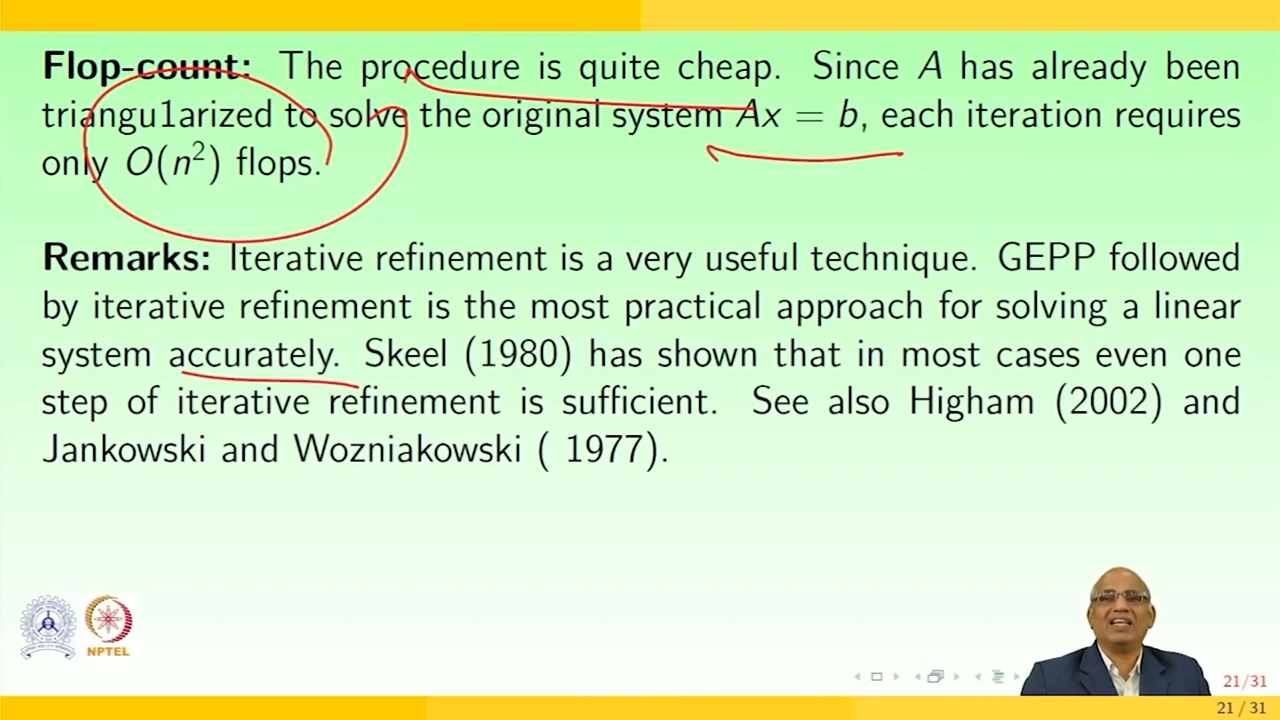 Flop-count: The procedure is quite cheap. Since A has already been
triangu1arized to solve the original system Ax = b, each iteration requires
only O(n²) flops.
Remarks: Iterative refinement is a very useful technique. GEPP followed
by iterative refinement is the most practical approach for solving a linear
system accurately. Skeel (1980) has shown that in most cases even one
step of iterative refinement is sufficient. See also Higham (2002) and
Jankowski and Wozniakowski ( 1977).
NPTEL
21/31
21 / 31